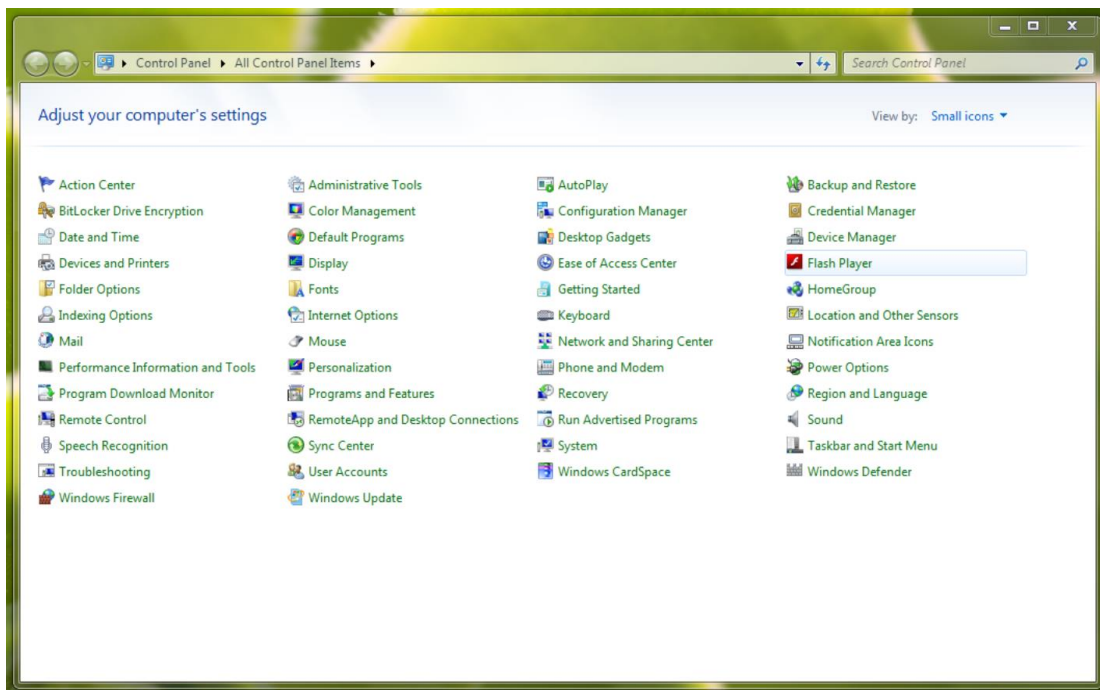 Control Panel All Control Panel Items Search Control Panel
Adjust your computer's settings View by: Small icons
Action Center Administrative Tools AutoPlay Backup and Restore
BitLocker Drive Encryption Color Management Configuration Manager Credential Manager
Date and Time Default Programs Desktop Gadgets Device Manager
Devices and Printers Display Ease of Access Center Flash Player
Folder Options Fonts Getting Started HomeGroup
Indexing Options Internet Options Keyboard Location and Other Sensors
Mail Mouse Network and Sharing Center Notification Area Icons
Performance Information and Tools Personalization Phone and Modem Power Options
Program Download Monitor Programs and Features Recovery Region and Language
Remote Control RemoteApp and Desktop Connections Run Advertised Programs Sound
Speech Recognition Sync Center System Taskbar and Start Menu
Troubleshooting User Accounts Windows CardSpace Windows Defender
Windows Firewall Windows Update